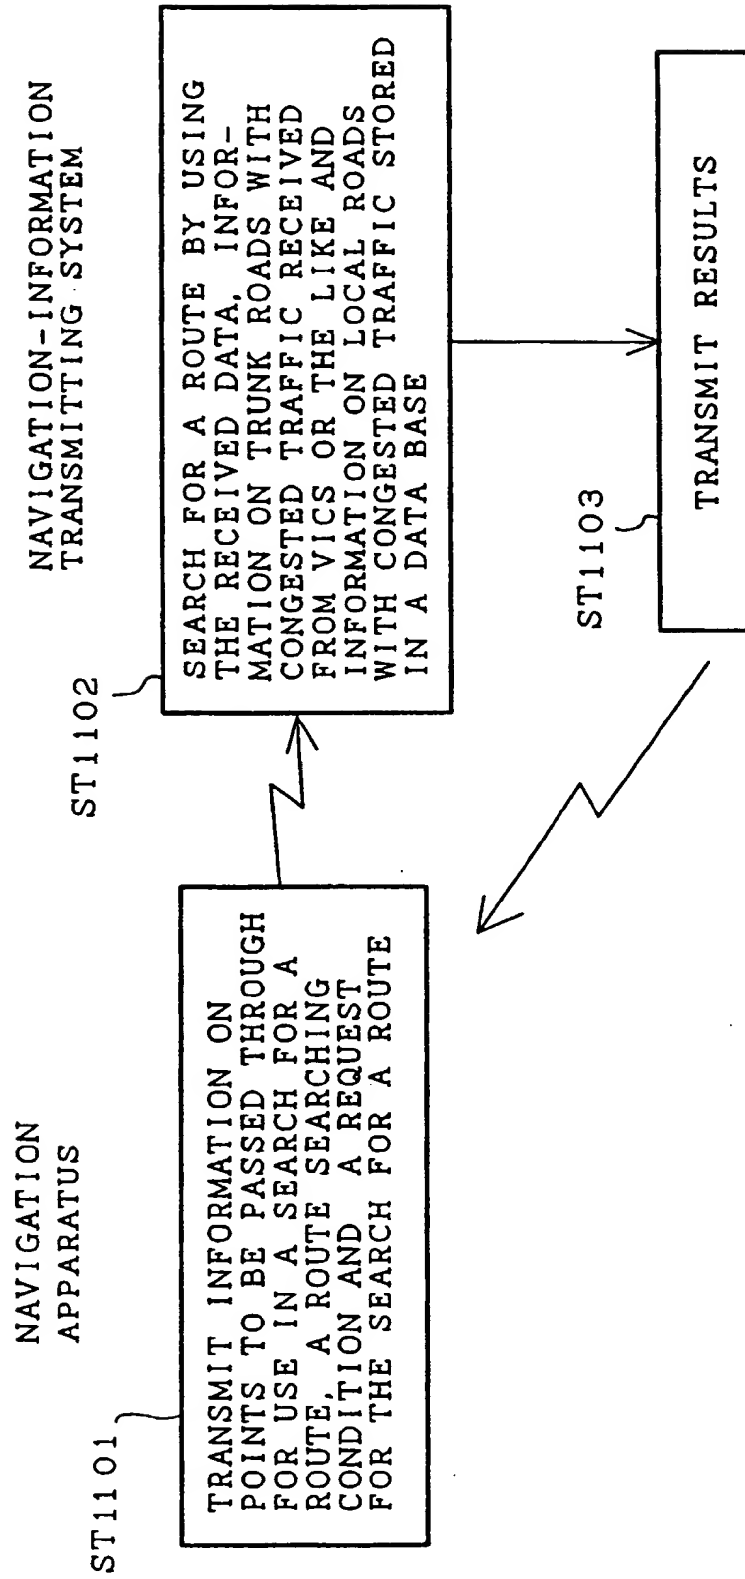 NAVIGATION
APPARATUS
ST1101
TRANSMIT INFORMATION ON
POINTS TO BE PASSED THROUGH
FOR USE IN A SEARCH FOR A
ROUTE, A ROUTE SEARCHING
CONDITION AND A REQUEST
FOR THE SEARCH FOR A ROUTE
NAVIGATION-INFORMATION
TRANSMITTING SYSTEM
ST1102
SEARCH FOR A ROUTE BY USING
THE RECEIVED DATA, INFOR-
MATION ON TRUNK ROADS WITH
CONGESTED TRAFFIC RECEIVED
FROM VICS OR THE LIKE AND
INFORMATION ON LOCAL ROADS
WITH CONGESTED TRAFFIC STORED
IN A DATA BASE
ST1103
TRANSMIT RESULTS